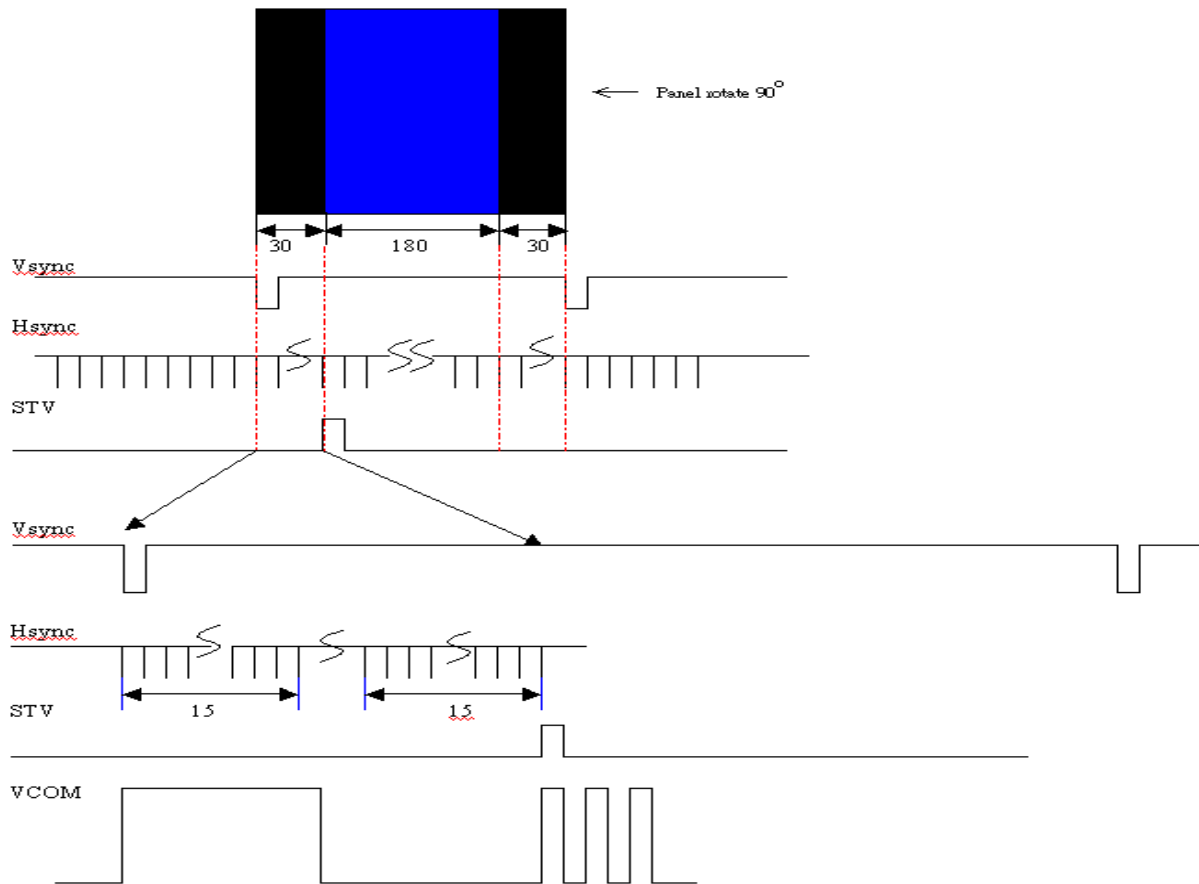 Panel rotate 90°
30 180 30
Vsync
Hsync
STV
Vsync
Hsync
15 15
STV
VCOM